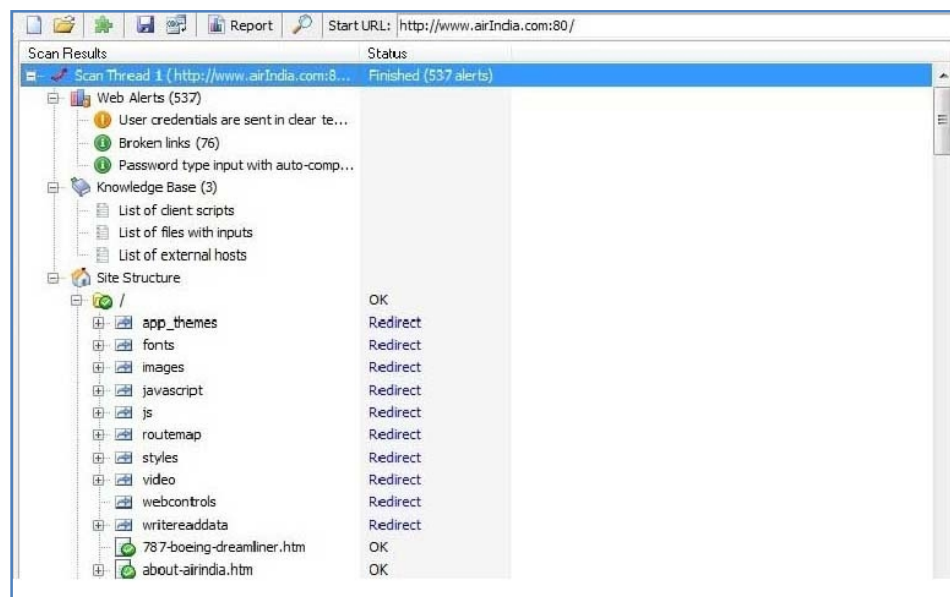 Report Start URL: http://www.airIndia.com:80/
Scan Results Status
Scan Thread 1 ( http://www.airIndia.com:8... Finished (537 alerts)
Web Alerts (537)
User credentials are sent in clear te...
Broken links (76)
Password type input with auto-comp...
Knowledge Base (3)
List of client scripts
List of files with inputs
List of external hosts
Site Structure
/ OK
app_themes Redirect
fonts Redirect
images Redirect
javascript Redirect
js Redirect
routemap Redirect
styles Redirect
video Redirect
webcontrols Redirect
writereaddata Redirect
787-boeing-dreamliner.htm OK
about-airindia.htm OK